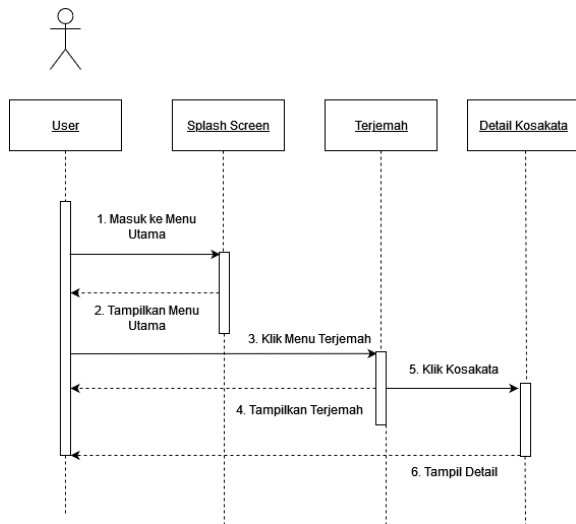 User
Splash Screen
Terjemah
Detail Kosakata
1. Masuk ke Menu
Utama
2. Tampilkan Menu
Utama
3. Klik Menu Terjemah
5. Klik Kosakata
4. Tampilkan Terjemah
6. Tampil Detail